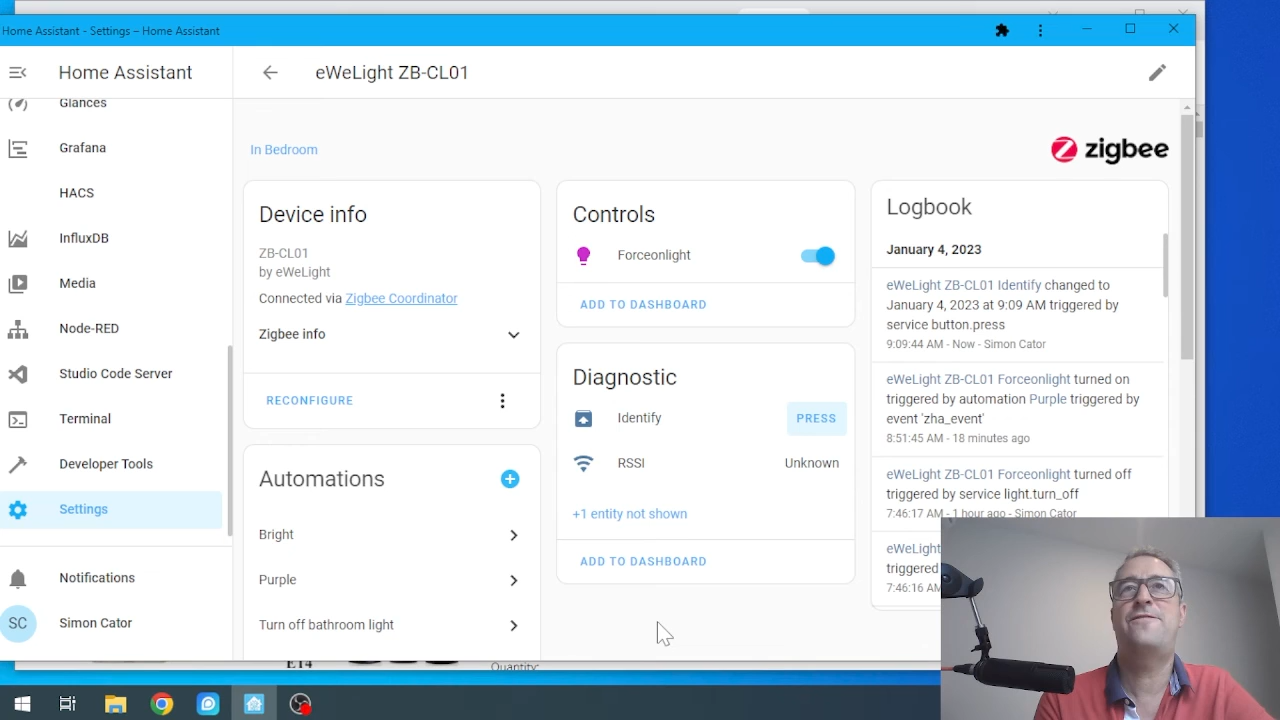 Home Assistant - Settings – Home Assistant
Home Assistant
eWeLight ZB-CL01
Glances
Grafana
HACS
InfluxDB
Media
Node-RED
Studio Code Server
Terminal
Developer Tools
Settings
Notifications
SC
Simon Cator
In Bedroom
zigbee
Device info
ZB-CL01
by eWeLight
Connected via Zigbee Coordinator
Zigbee info
RECONFIGURE
Automations
Bright
Purple
Turn off bathroom light
Controls
Forceonlight
ADD TO DASHBOARD
Diagnostic
Identify
PRESS
RSSI
Unknown
+1 entity not shown
ADD TO DASHBOARD
Logbook
January 4, 2023
eWeLight ZB-CL01 Identify changed to
January 4, 2023 at 9:09 AM triggered by
service button.press
9:09:44 AM - Now - Simon Cator
eWeLight ZB-CL01 Forceonlight turned on
triggered by automation Purple triggered by
event 'zha_event'
8:51:45 AM - 18 minutes ago
eWeLight ZB-CL01 Forceonlight turned off
triggered by service light.turn_off
7:46:17 AM - 1 hour ago - Simon Cator
eWeLight
triggered
7:46:16 AM
E14
Quantity: